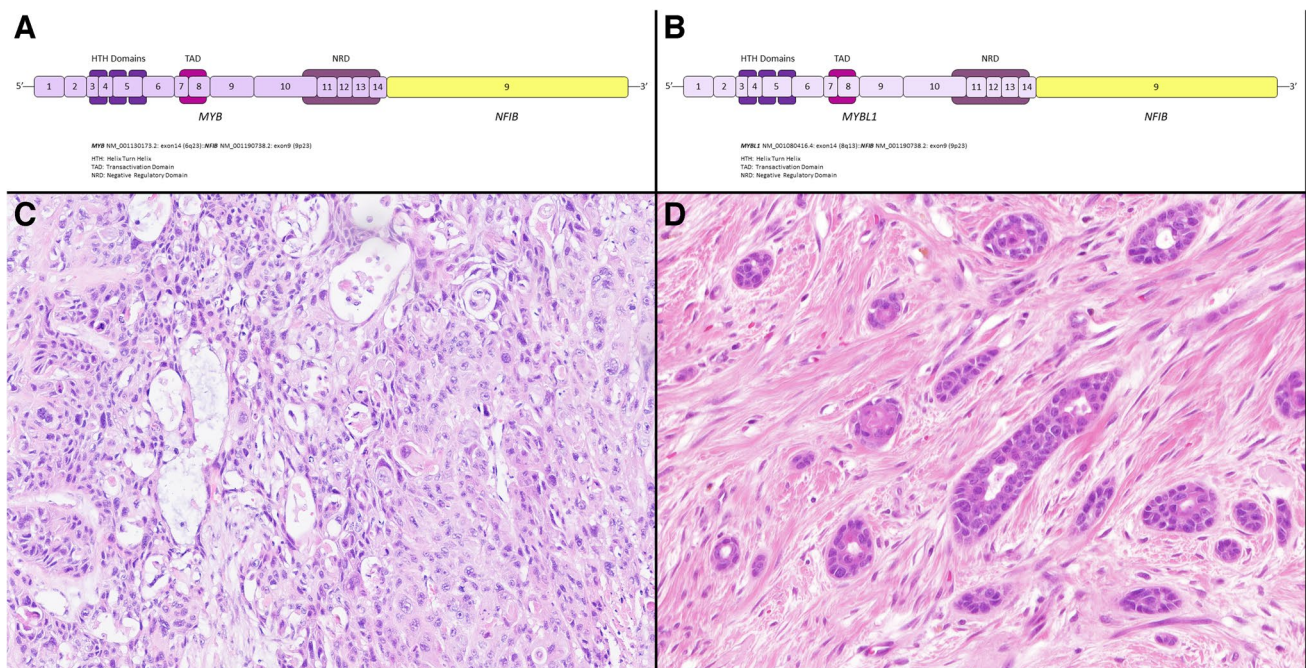 A
HTH Domains TAD NRD
5′ 1 2 3 4 5 6 7 8 9 10 11 12 13 14 9 3′
MYB NFIB
MYB NM_001130173.2: exon14 (6q23)::NFIB NM_001190738.2: exon9 (9p23)
HTH: Helix Turn Helix
TAD: Transactivation Domain
NRD: Negative Regulatory Domain
B
HTH Domains TAD NRD
5′ 1 2 3 4 5 6 7 8 9 10 11 12 13 14 9 3′
MYBL1 NFIB
MYBL1 NM_001080416.4: exon14 (8q13)::NFIB NM_001190738.2: exon9 (9p23)
HTH: Helix Turn Helix
TAD: Transactivation Domain
NRD: Negative Regulatory Domain
C
D